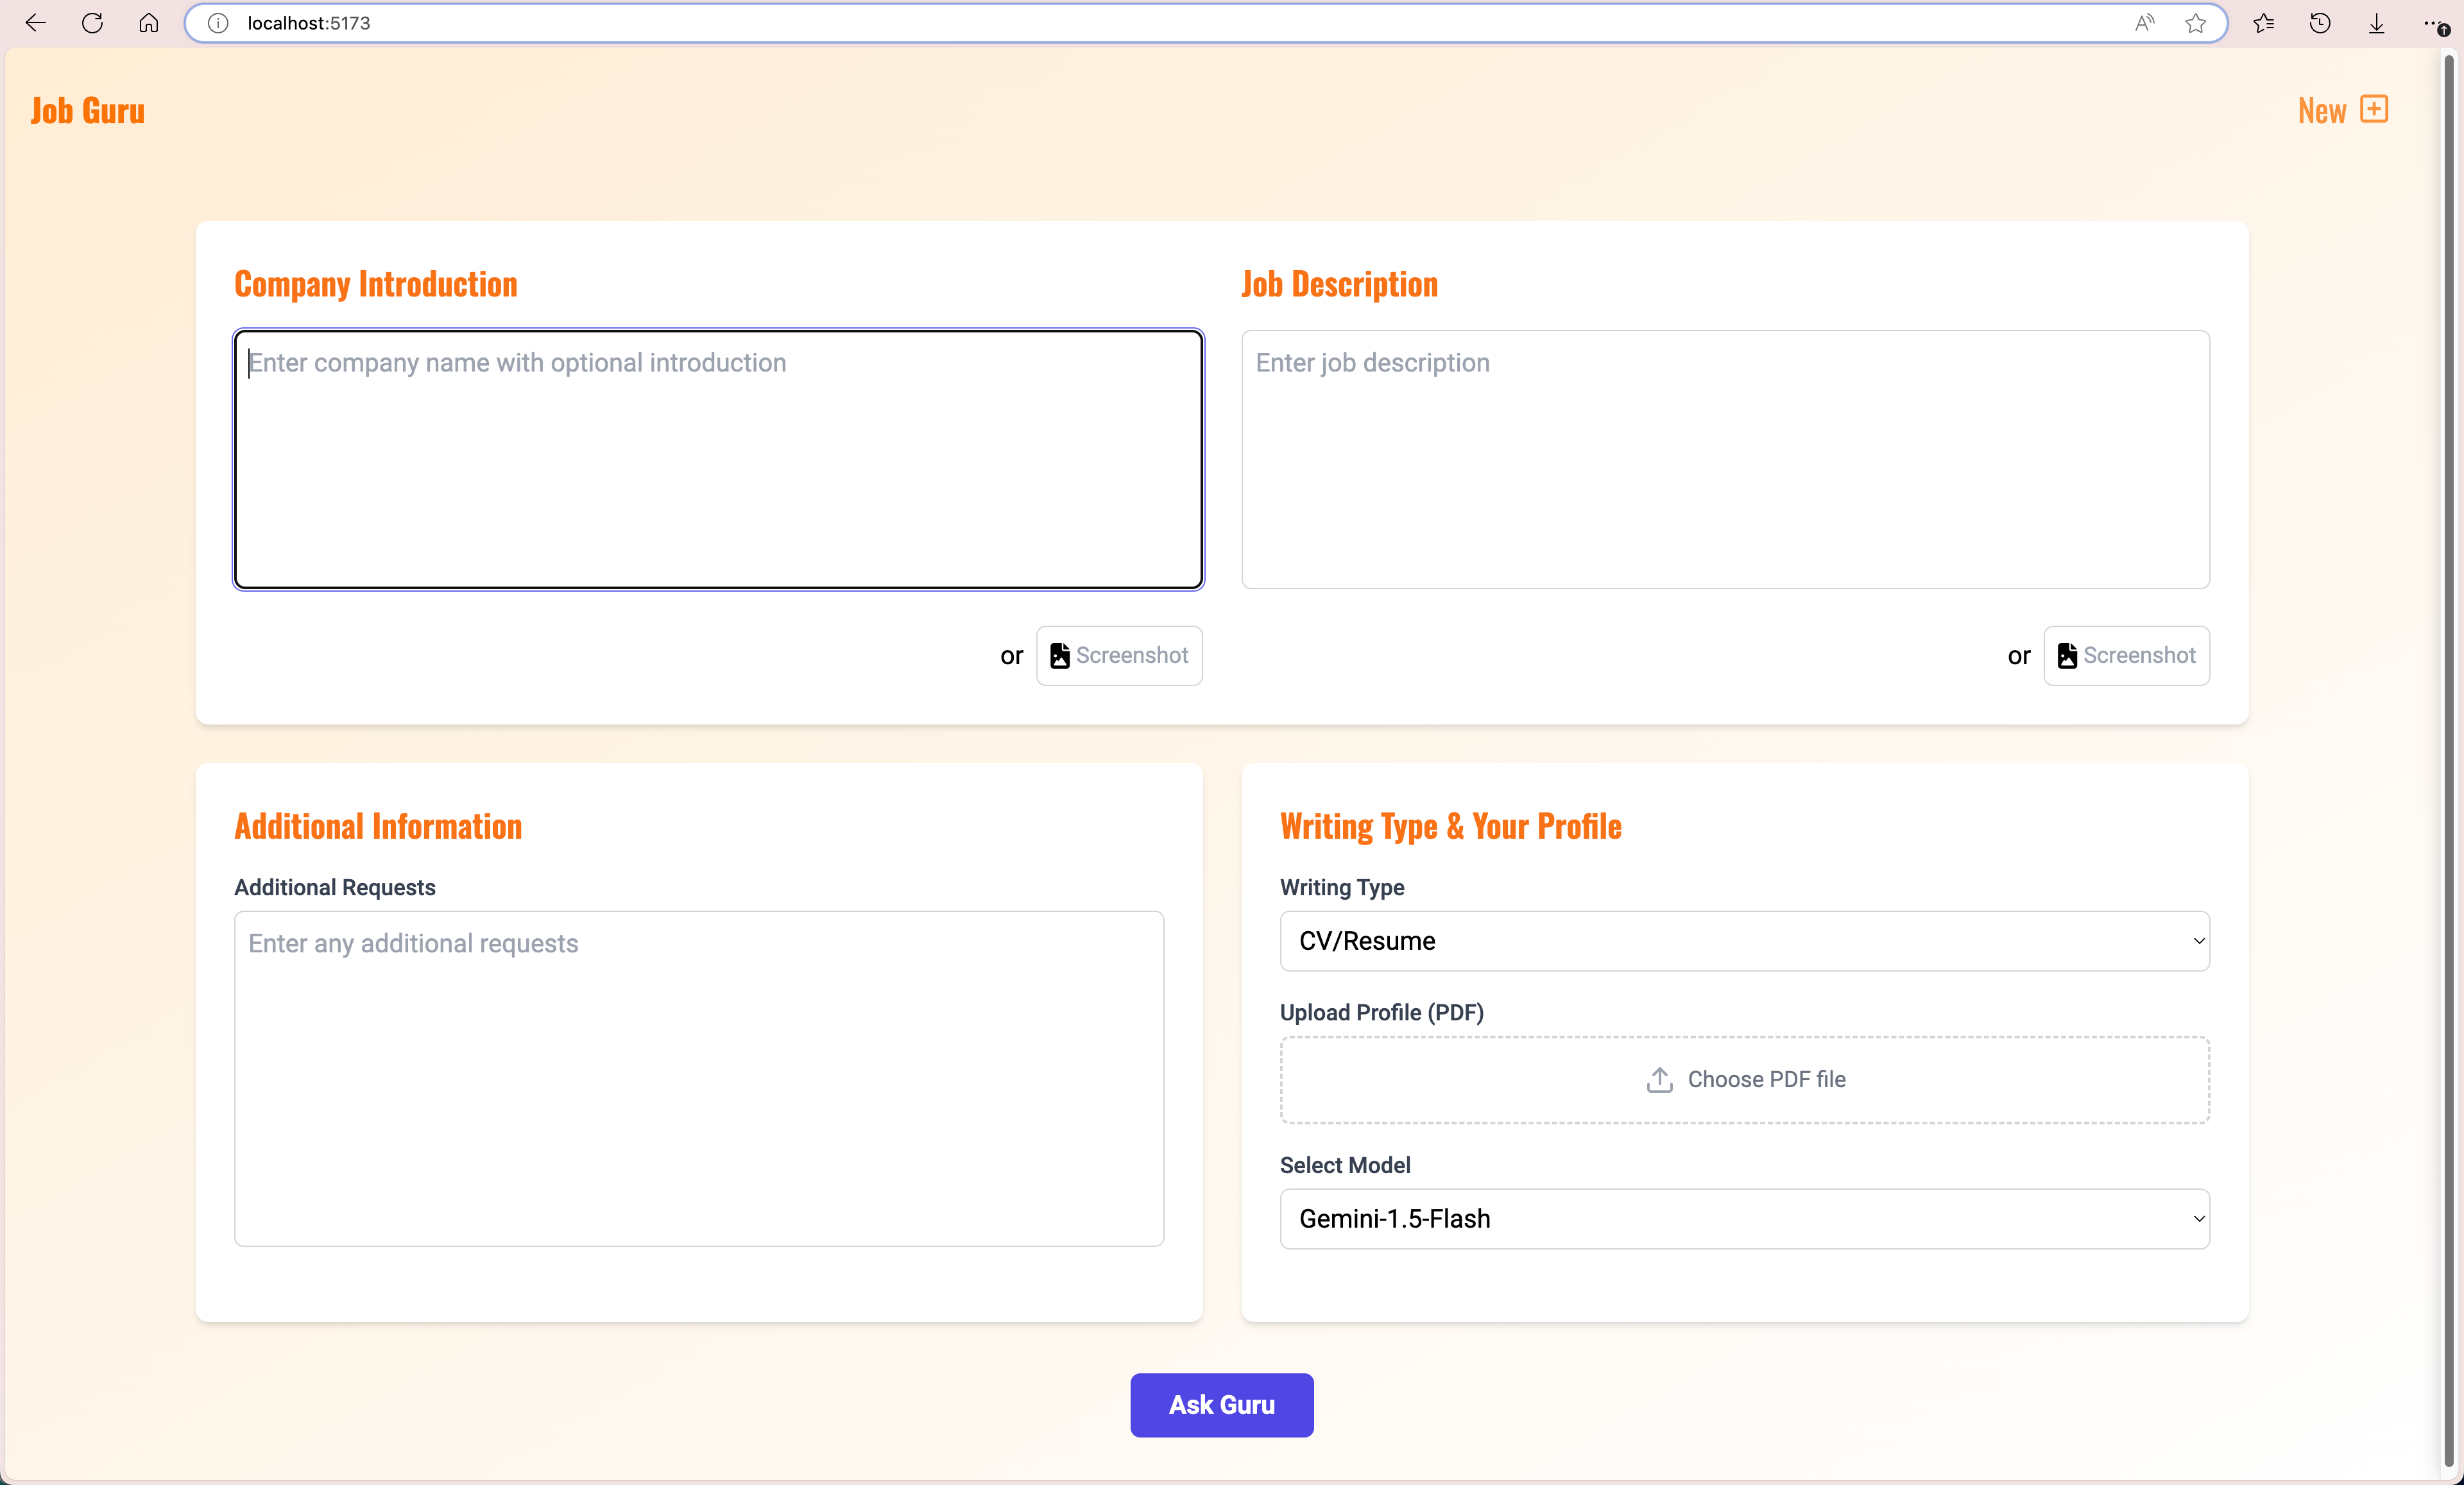 localhost:5173
Job Guru
New
Company Introduction
Job Description
Enter company name with optional introduction
Enter job description
or Screenshot
or Screenshot
Additional Information
Writing Type & Your Profile
Additional Requests
Writing Type
Enter any additional requests
CV/Resume
Upload Profile (PDF)
Choose PDF file
Select Model
Gemini-1.5-Flash
Ask Guru